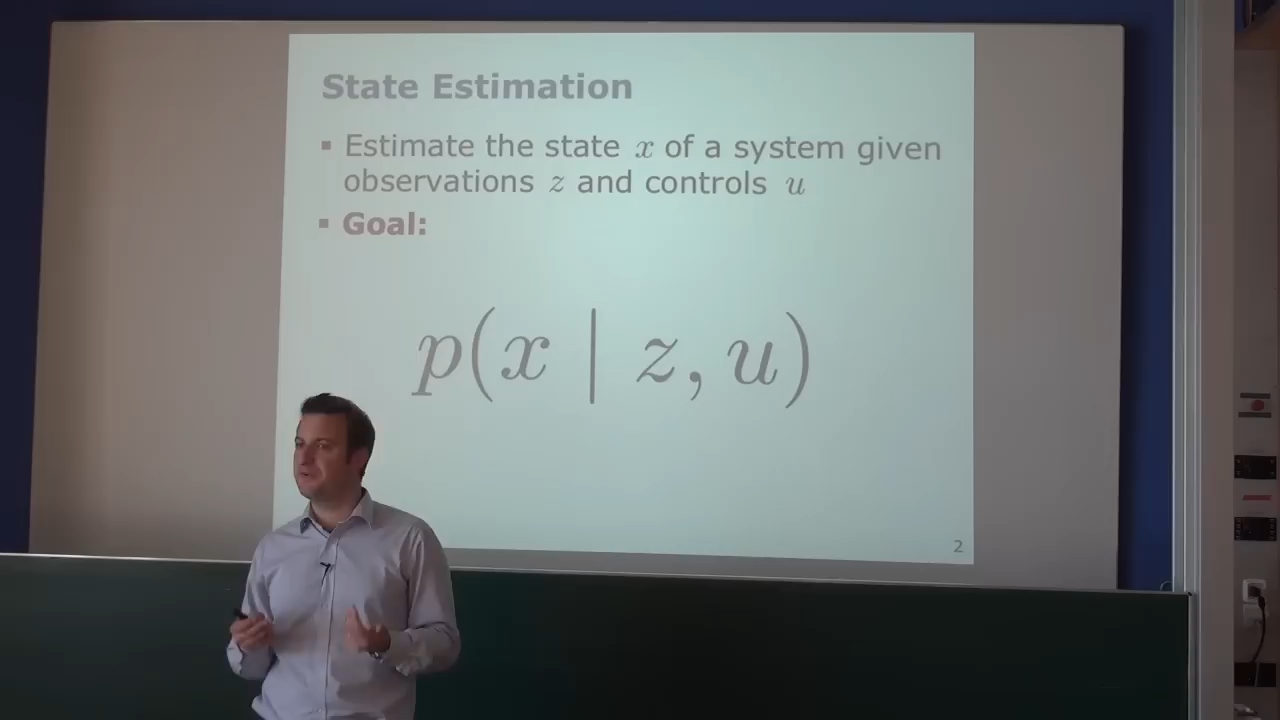 State Estimation
▪ Estimate the state x of a system given
observations z and controls u
▪ Goal:
p(x | z, u)
2